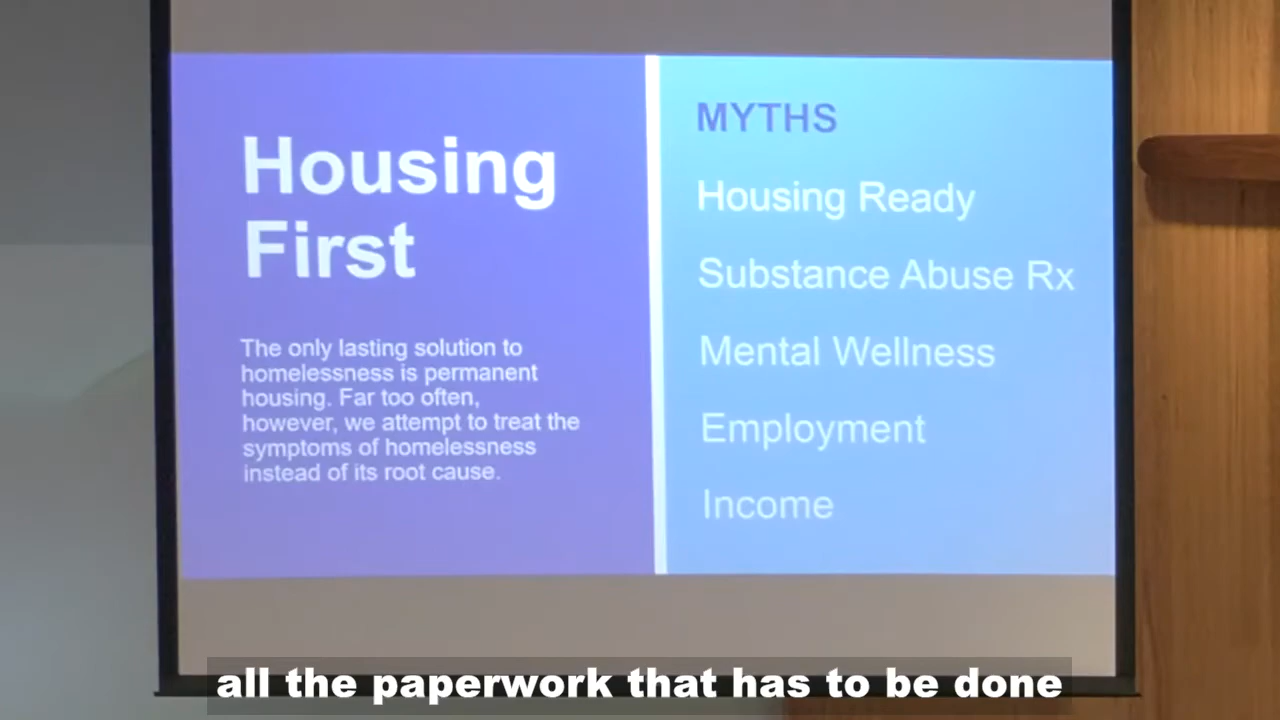 Housing
First
The only lasting solution to
homelessness is permanent
housing. Far too often,
however, we attempt to treat the
symptoms of homelessness
instead of its root cause.
MYTHS
Housing Ready
Substance Abuse Rx
Mental Wellness
Employment
Income
all the paperwork that has to be done